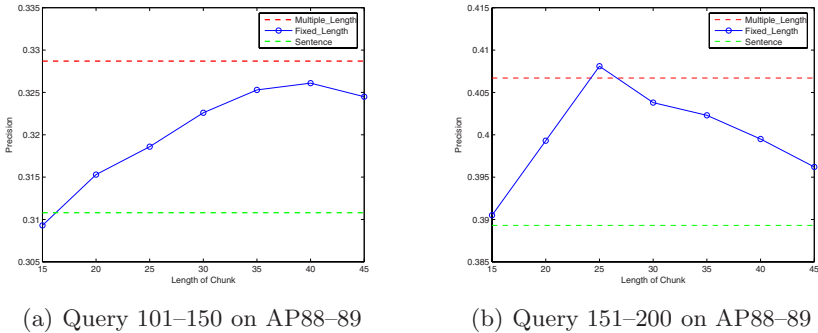 0.335
0.33
0.325
0.32
0.315
0.31
0.305
Precision
15 20 25 30 35 40 45
Length of Chunk
Multiple_Length
Fixed_Length
Sentence
(a) Query 101–150 on AP88–89
0.415
0.41
0.405
0.4
0.395
0.39
0.385
Precision
15 20 25 30 35 40 45
Length of Chunk
Multiple_Length
Fixed_Length
Sentence
(b) Query 151–200 on AP88–89